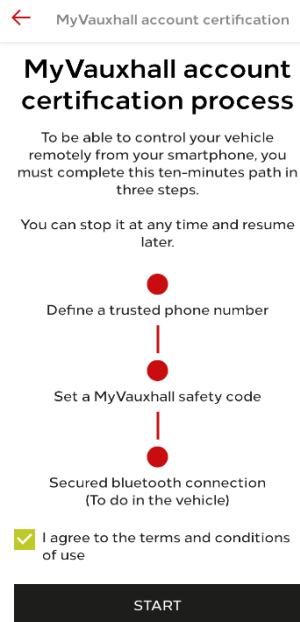 MyVauxhall account certification
MyVauxhall account
certification process
To be able to control your vehicle
remotely from your smartphone, you
must complete this ten-minutes path in
three steps.
You can stop it at any time and resume
later.
Define a trusted phone number
Set a MyVauxhall safety code
Secured bluetooth connection
(To do in the vehicle)
I agree to the terms and conditions
of use
START